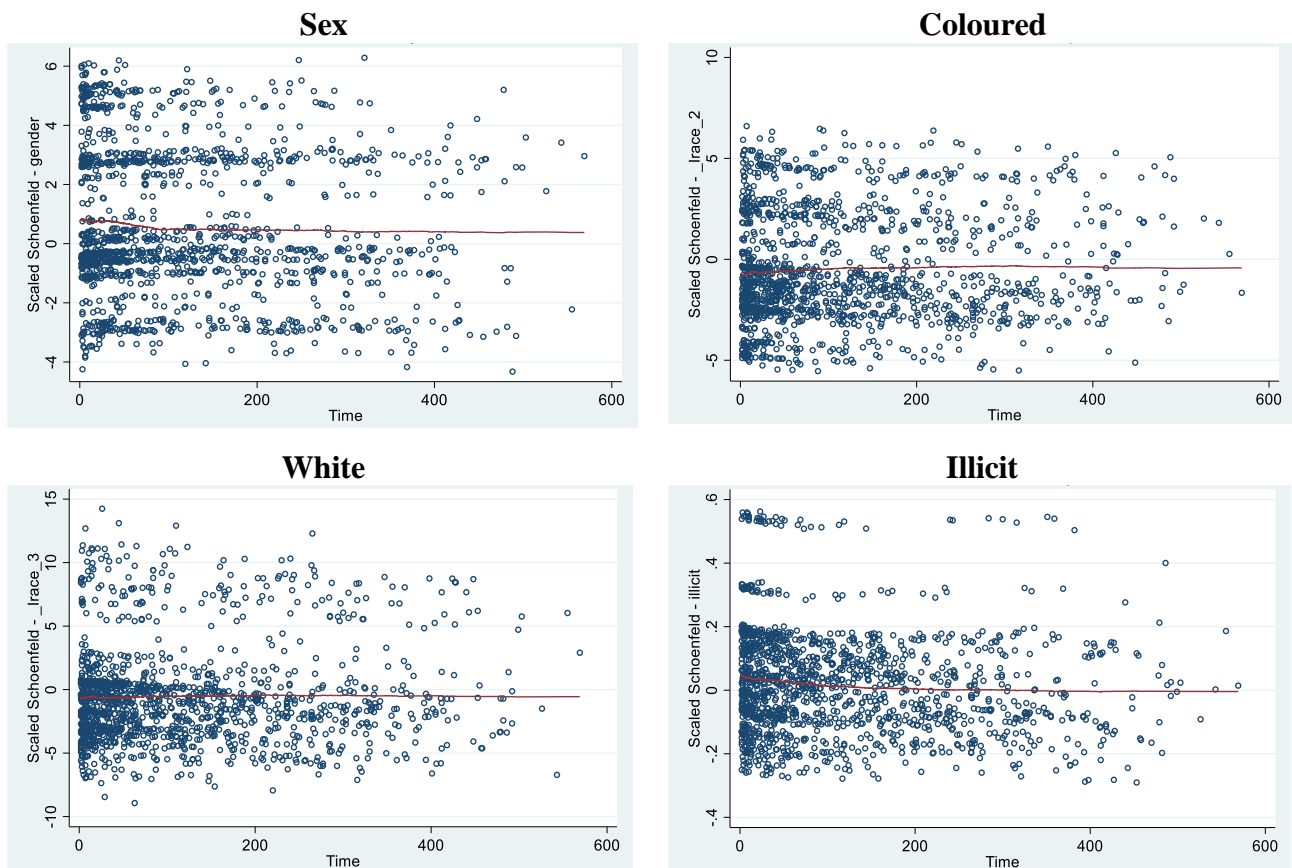 Sex
Scaled Schoenfeld - gender
6
4
2
0
-2
-4
0 200 400 600
Time
Coloured
Scaled Schoenfeld - _Irace_2
10
5
0
-5
0 200 400 600
Time
White
Scaled Schoenfeld - _Irace_3
15
10
5
0
-5
-10
0 200 400 600
Time
Illicit
Scaled Schoenfeld - illicit
.6
.4
.2
0
-.2
-.4
0 200 400 600
Time